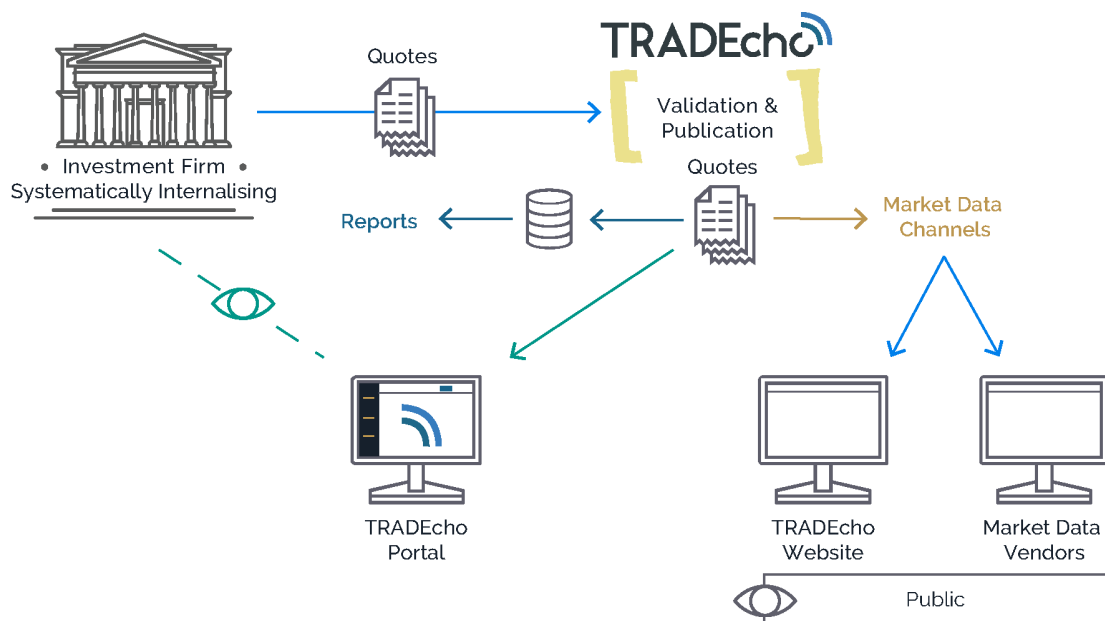 TRADEcho
Quotes
Validation &
Publication
• Investment Firm •
Systematically Internalising
Quotes
Reports
Market Data
Channels
TRADEcho
Portal
TRADEcho
Website
Market Data
Vendors
Public